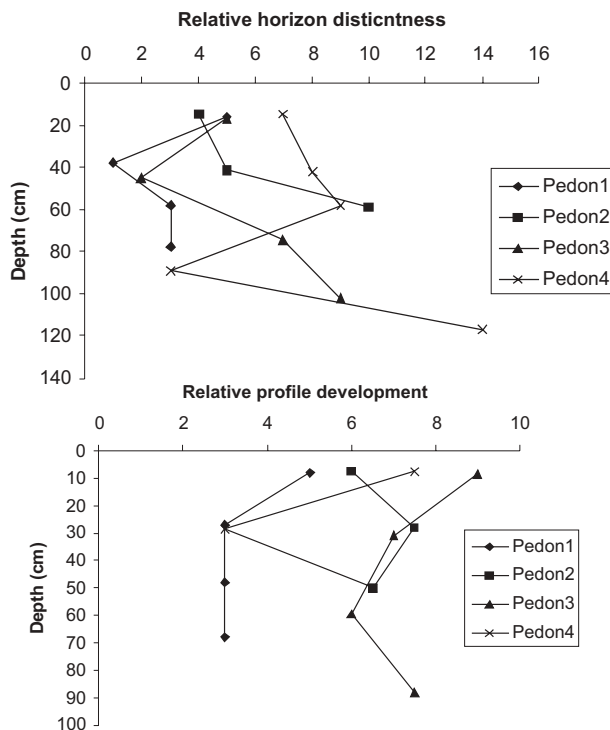 Relative horizon disticntness
0 2 4 6 8 10 12 14 16
0
20
40
60
80
100
120
140
Depth (cm)
Pedon1
Pedon2
Pedon3
Pedon4
Relative profile development
0 2 4 6 8 10
0
10
20
30
40
50
60
70
80
90
100
Depth (cm)
Pedon1
Pedon2
Pedon3
Pedon4